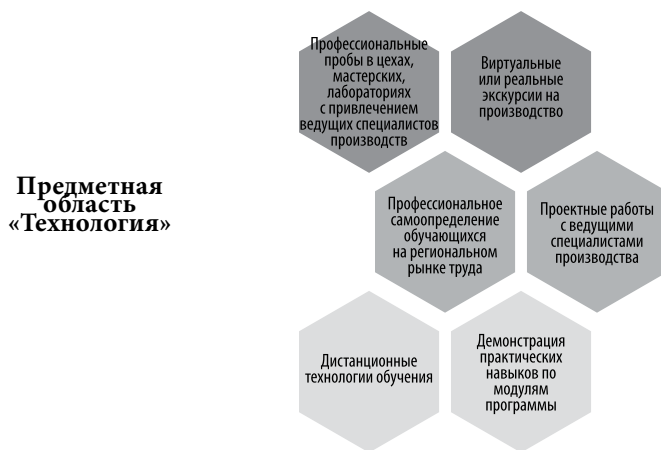 Предметная
область
«Технология»
Профессиональные
пробы в цехах,
мастерских,
лабораториях
с привлечением
ведущих специалистов
производств
Виртуальные
или реальные
экскурсии на
производство
Профессиональное
самоопределение
обучающихся
на региональном
рынке труда
Проектные работы
с ведущими
специалистами
производства
Дистанционные
технологии обучения
Демонстрация
практических
навыков по
модулям
программы